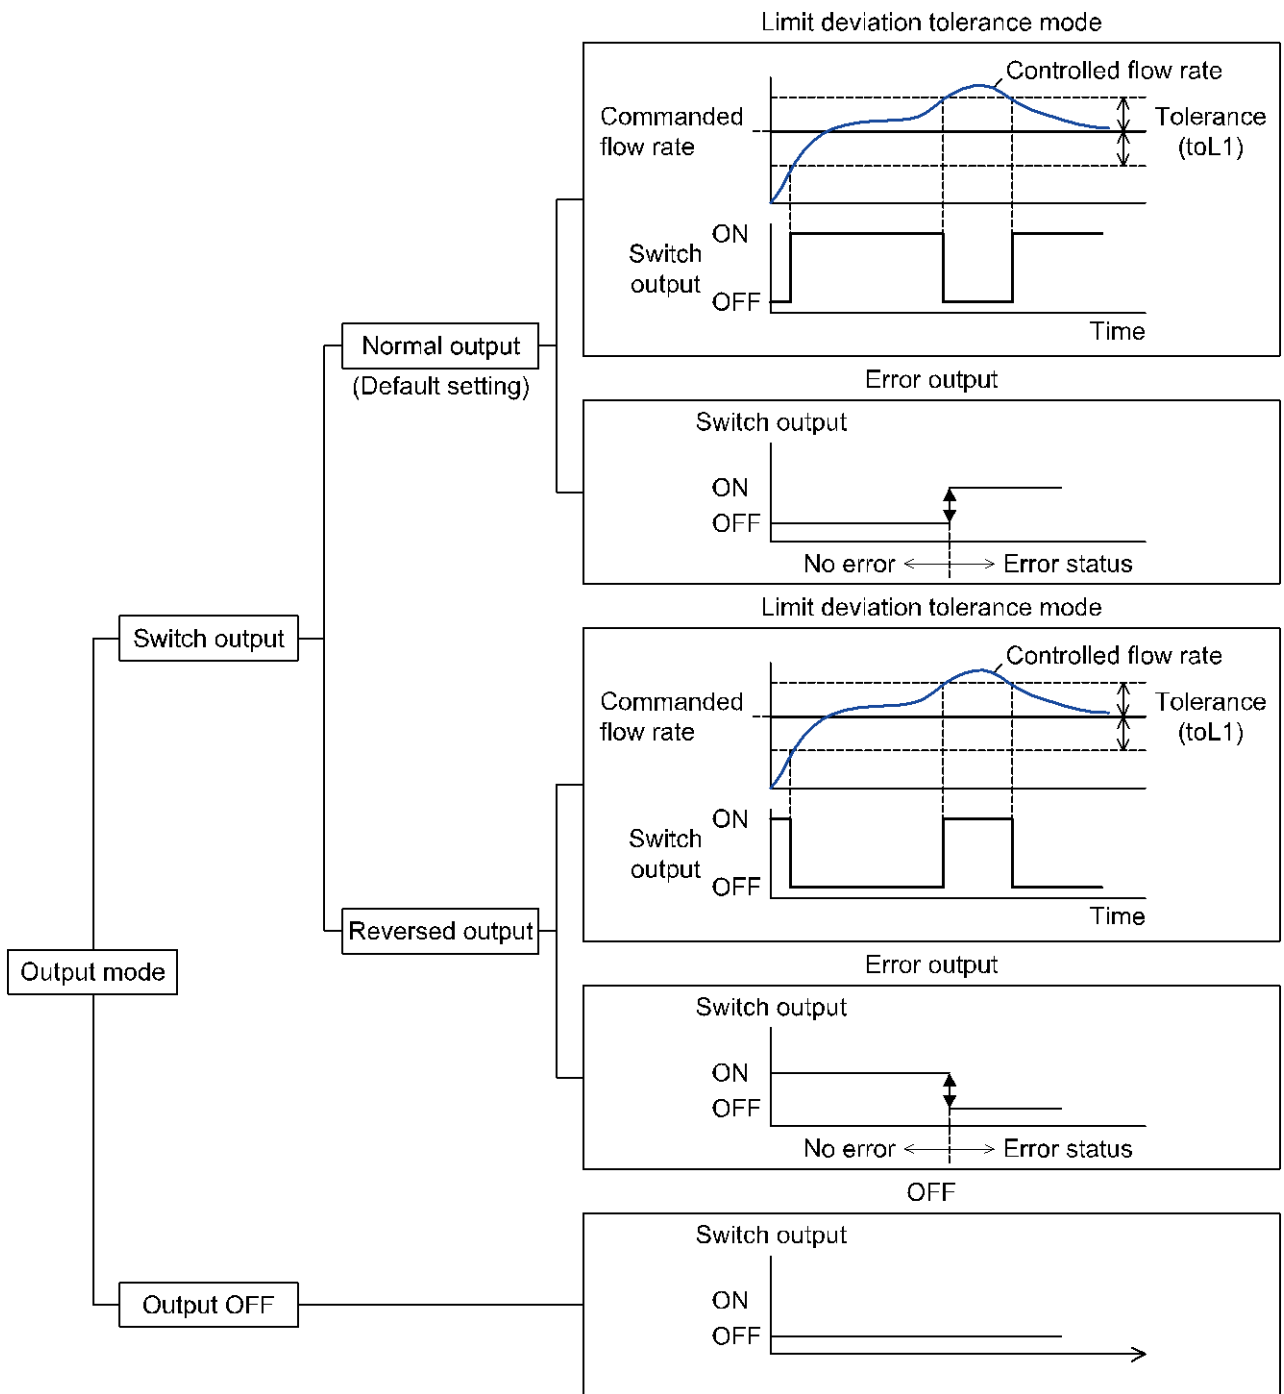 Limit deviation tolerance mode
Controlled flow rate
Commanded
flow rate
Tolerance
(toL1)
ON
Switch
output
OFF
Time
Normal output
(Default setting)
Error output
Switch output
ON
OFF
No error
Error status
Limit deviation tolerance mode
Switch output
Controlled flow rate
Commanded
flow rate
Tolerance
(toL1)
ON
Switch
output
OFF
Time
Reversed output
Output mode
Error output
Switch output
ON
OFF
No error
Error status
OFF
Switch output
Output OFF
ON
OFF